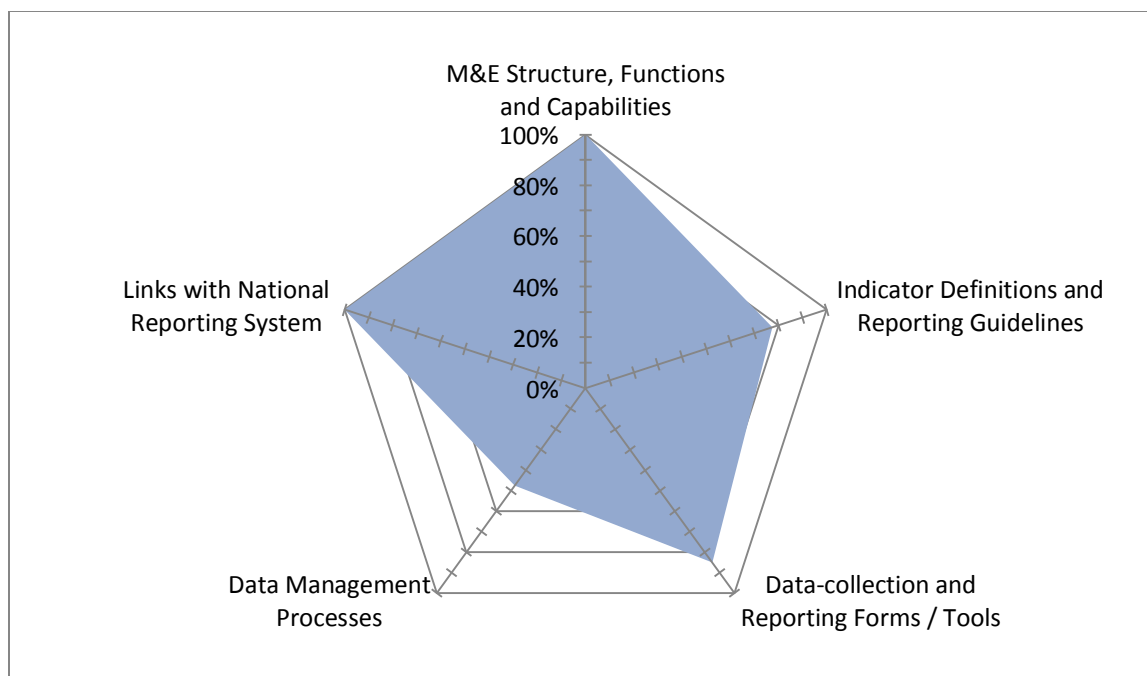 M&E Structure, Functions
and Capabilities
100%
80%
60%
40%
20%
0%
Links with National
Reporting System
Indicator Definitions and
Reporting Guidelines
Data Management
Processes
Data-collection and
Reporting Forms / Tools